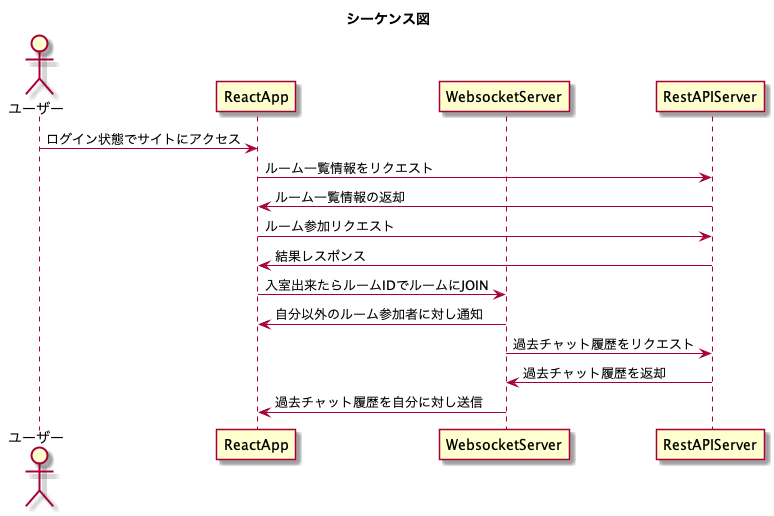 シーケンス図
ユーザー
ReactApp
WebsocketServer
RestAPIServer
ログイン状態でサイトにアクセス
ルーム一覧情報をリクエスト
ルーム一覧情報の返却
ルーム参加リクエスト
結果レスポンス
入室出来たらルームIDでルームにJOIN
自分以外のルーム参加者に対し通知
過去チャット履歴をリクエスト
過去チャット履歴を返却
過去チャット履歴を自分に対し送信
ユーザー
ReactApp
WebsocketServer
RestAPIServer